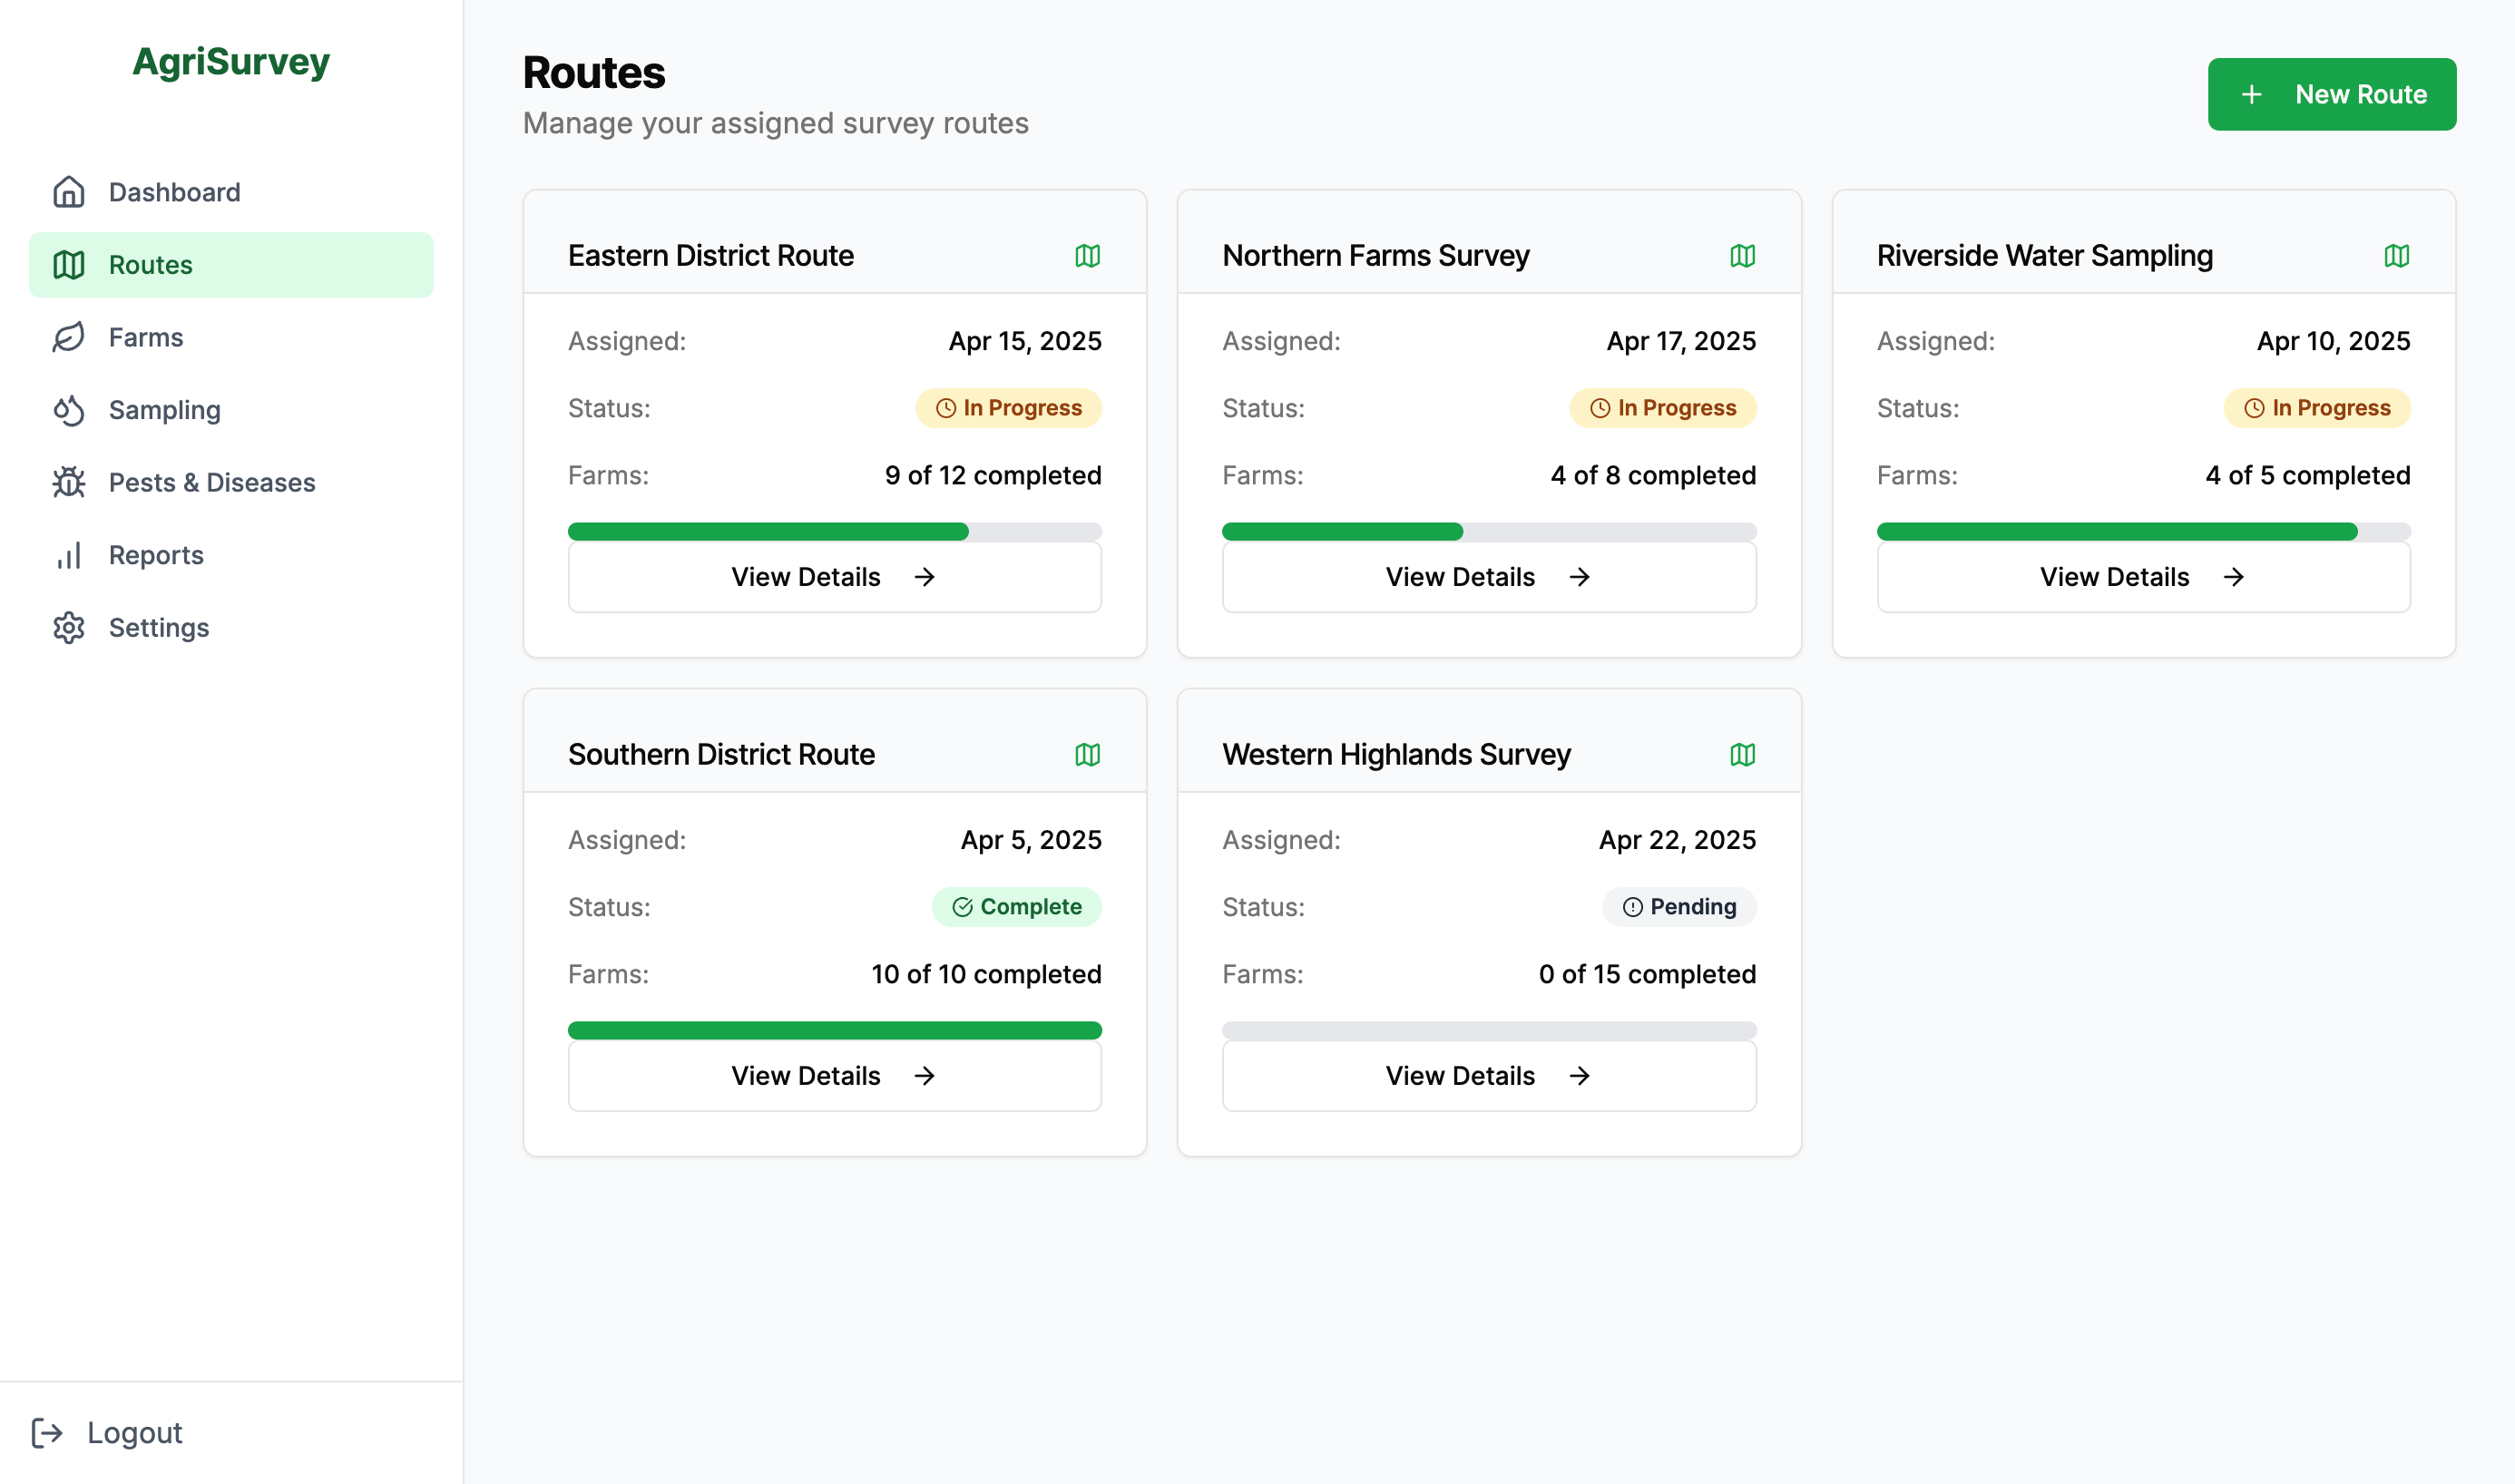 AgriSurvey
Dashboard
Routes
Farms
Sampling
Pests & Diseases
Reports
Settings
Logout
Routes
Manage your assigned survey routes
New Route
Eastern District Route
Assigned: Apr 15, 2025
Status: In Progress
Farms: 9 of 12 completed
View Details
Northern Farms Survey
Assigned: Apr 17, 2025
Status: In Progress
Farms: 4 of 8 completed
View Details
Riverside Water Sampling
Assigned: Apr 10, 2025
Status: In Progress
Farms: 4 of 5 completed
View Details
Southern District Route
Assigned: Apr 5, 2025
Status: Complete
Farms: 10 of 10 completed
View Details
Western Highlands Survey
Assigned: Apr 22, 2025
Status: Pending
Farms: 0 of 15 completed
View Details